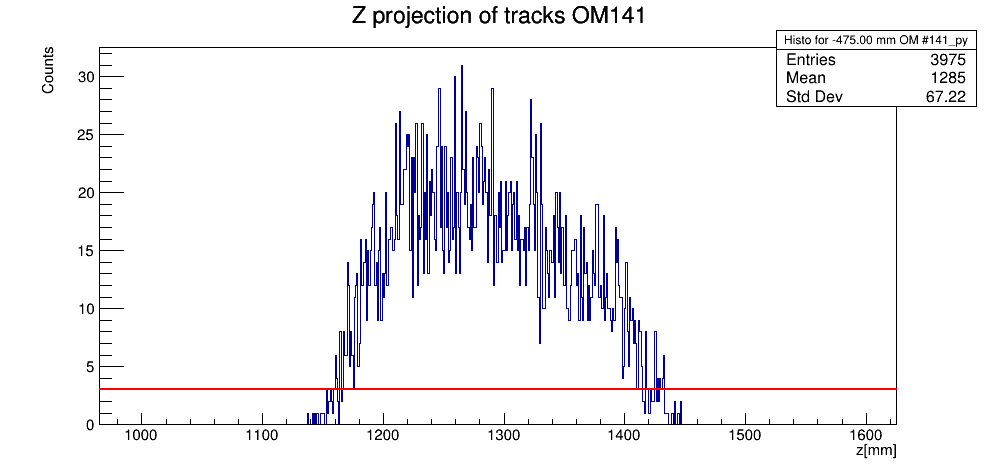 Z projection of tracks OM141
Histo for -475.00 mm OM #141_py
Entries 3975
Mean 1285
Std Dev 67.22
Counts
30
25
20
15
10
5
0
1000 1100 1200 1300 1400 1500 1600
z[mm]